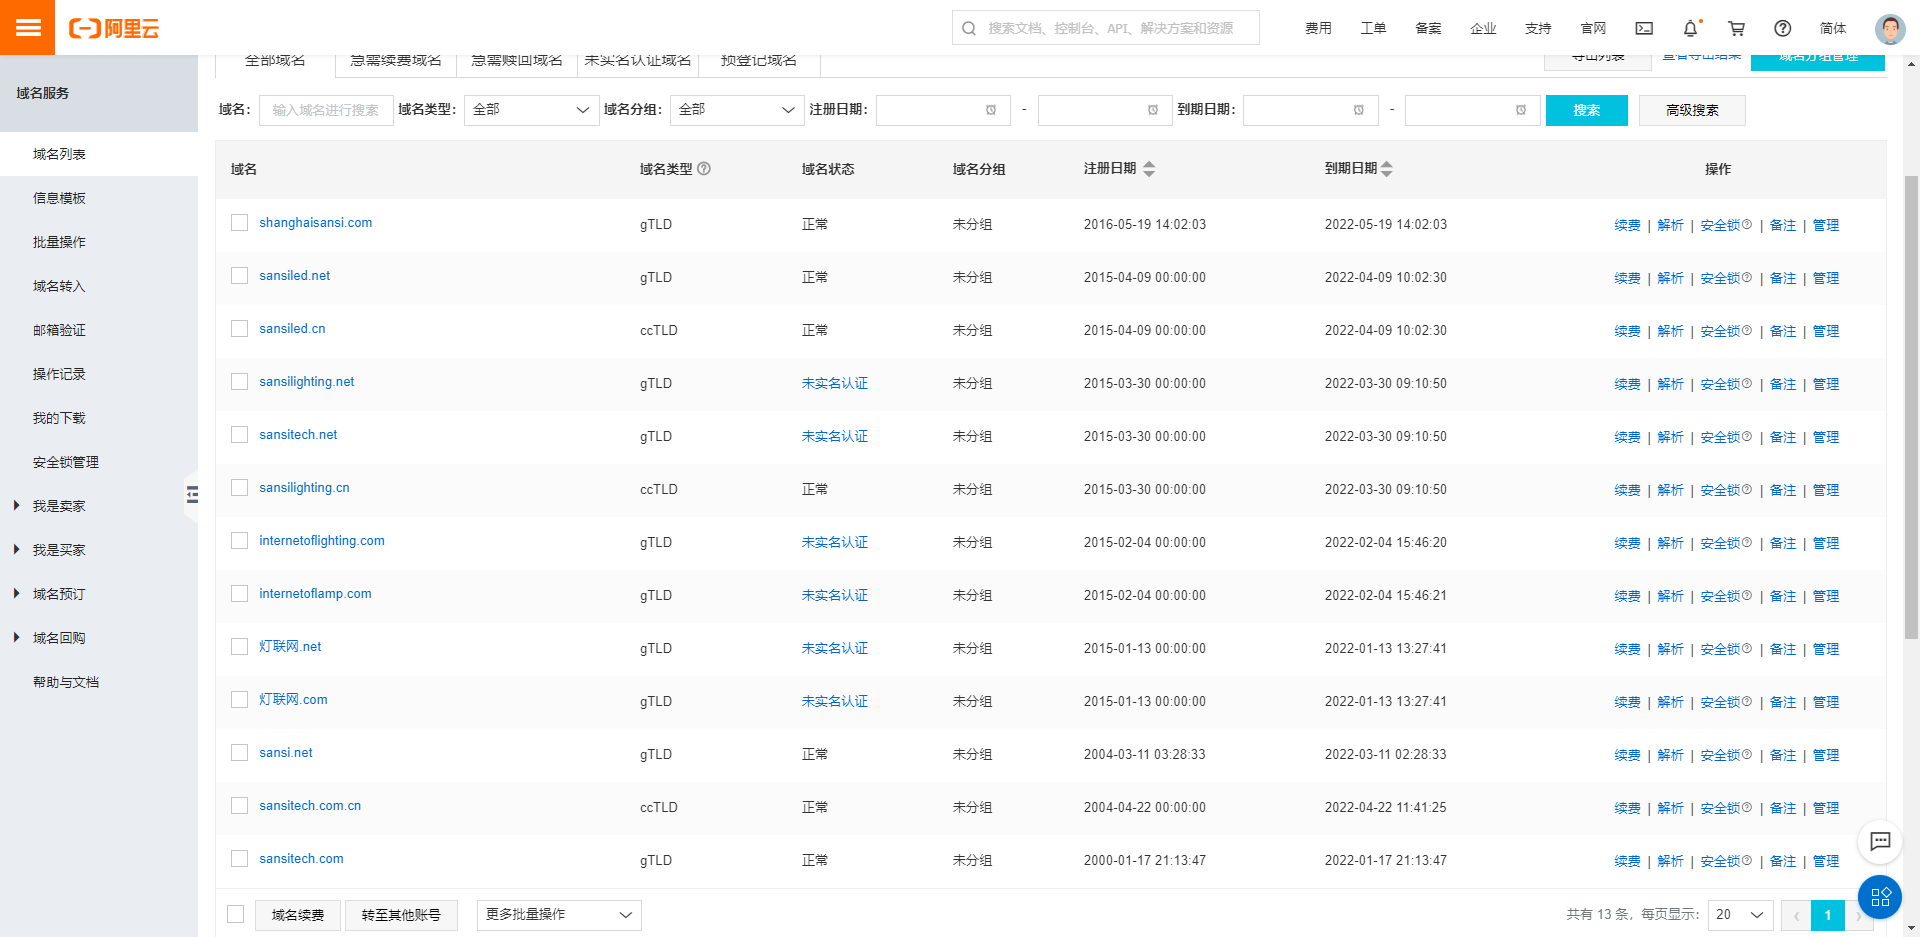 阿里云
搜索文档、控制台、API、解决方案和资源
费用 工单 备案 企业 支持 官网 简体
全部域名 急需续费域名 急需赎回域名 未实名认证域名 预登记域名 导出列表 查看导出结果 域名分组管理
域名服务
域名列表
信息模板
批量操作
域名转入
邮箱验证
操作记录
我的下载
安全锁管理
我是卖家
我是买家
域名预订
域名回购
帮助与文档
域名: 输入域名进行搜索 域名类型: 全部 域名分组: 全部 注册日期: - 到期日期: - 搜索 高级搜索
域名 域名类型 域名状态 域名分组 注册日期 到期日期 操作
shanghaisansi.com gTLD 正常 未分组 2016-05-19 14:02:03 2022-05-19 14:02:03 续费 | 解析 | 安全锁 | 备注 | 管理
sansiled.net gTLD 正常 未分组 2015-04-09 00:00:00 2022-04-09 10:02:30 续费 | 解析 | 安全锁 | 备注 | 管理
sansiled.cn ccTLD 正常 未分组 2015-04-09 00:00:00 2022-04-09 10:02:30 续费 | 解析 | 安全锁 | 备注 | 管理
sansilighting.net gTLD 未实名认证 未分组 2015-03-30 00:00:00 2022-03-30 09:10:50 续费 | 解析 | 安全锁 | 备注 | 管理
sansitech.net gTLD 未实名认证 未分组 2015-03-30 00:00:00 2022-03-30 09:10:50 续费 | 解析 | 安全锁 | 备注 | 管理
sansilighting.cn ccTLD 正常 未分组 2015-03-30 00:00:00 2022-03-30 09:10:50 续费 | 解析 | 安全锁 | 备注 | 管理
internetoflighting.com gTLD 未实名认证 未分组 2015-02-04 00:00:00 2022-02-04 15:46:20 续费 | 解析 | 安全锁 | 备注 | 管理
internetoflamp.com gTLD 未实名认证 未分组 2015-02-04 00:00:00 2022-02-04 15:46:21 续费 | 解析 | 安全锁 | 备注 | 管理
灯联网.net gTLD 未实名认证 未分组 2015-01-13 00:00:00 2022-01-13 13:27:41 续费 | 解析 | 安全锁 | 备注 | 管理
灯联网.com gTLD 未实名认证 未分组 2015-01-13 00:00:00 2022-01-13 13:27:41 续费 | 解析 | 安全锁 | 备注 | 管理
sansi.net gTLD 正常 未分组 2004-03-11 03:28:33 2022-03-11 02:28:33 续费 | 解析 | 安全锁 | 备注 | 管理
sansitech.com.cn ccTLD 正常 未分组 2004-04-22 00:00:00 2022-04-22 11:41:25 续费 | 解析 | 安全锁 | 备注 | 管理
sansitech.com gTLD 正常 未分组 2000-01-17 21:13:47 2022-01-17 21:13:47 续费 | 解析 | 安全锁 | 备注 | 管理
域名续费 转至其他账号 更多批量操作 共有 13 条, 每页显示: 20 1